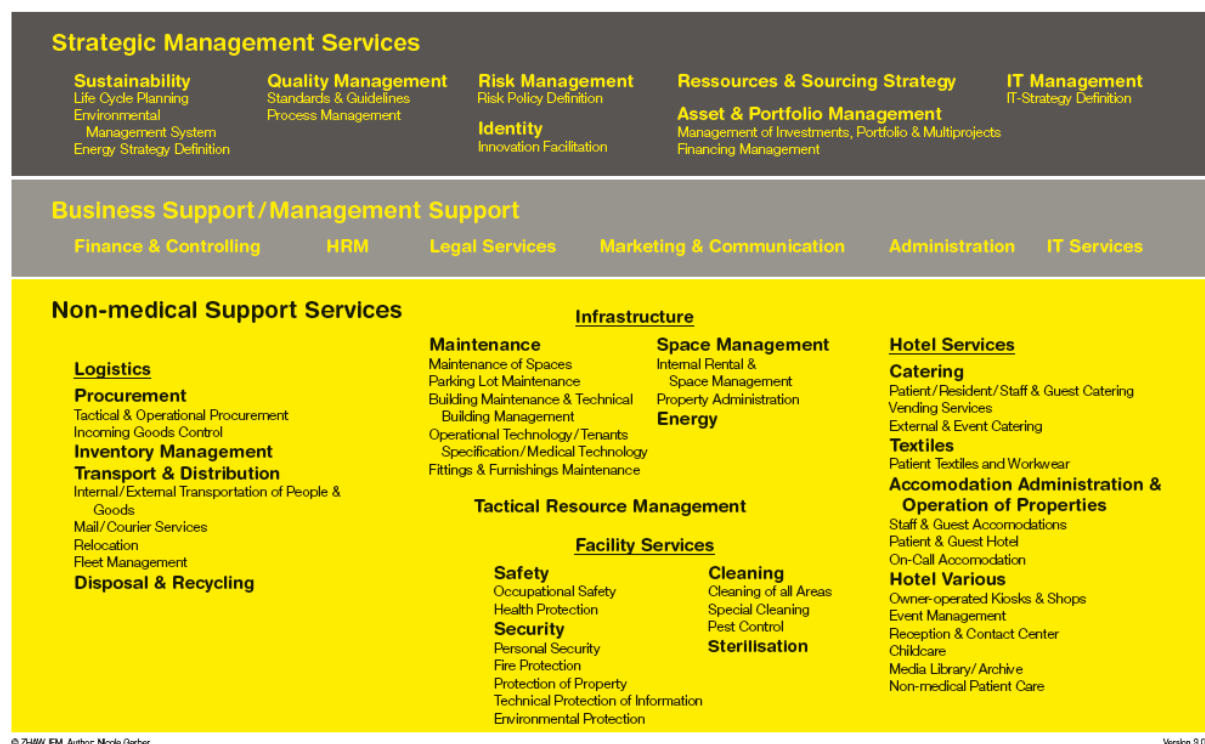 Strategic Management Services
Sustainability
Life Cycle Planning
Environmental
Management System
Energy Strategy Definition
Quality Management
Standards & Guidelines
Process Management
Risk Management
Risk Policy Definition
Identity
Innovation Facilitation
Ressources & Sourcing Strategy
Asset & Portfolio Management
Management of Investments, Portfolio & Multiprojects
Financing Management
IT Management
IT-Strategy Definition
Business Support/Management Support
Finance & Controlling
HRM
Legal Services
Marketing & Communication
Administration
IT Services
Non-medical Support Services
Logistics
Procurement
Tactical & Operational Procurement
Incoming Goods Control
Inventory Management
Transport & Distribution
Internal/External Transportation of People &
Goods
Mail/Courier Services
Relocation
Fleet Management
Disposal & Recycling
Infrastructure
Maintenance
Maintenance of Spaces
Parking Lot Maintenance
Building Maintenance & Technical
Building Management
Operational Technology/Tenants
Specification/Medical Technology
Fittings & Furnishings Maintenance
Space Management
Internal Rental &
Space Management
Property Administration
Energy
Tactical Resource Management
Facility Services
Safety
Occupational Safety
Health Protection
Security
Personal Security
Fire Protection
Protection of Property
Technical Protection of Information
Environmental Protection
Cleaning
Cleaning of all Areas
Special Cleaning
Pest Control
Sterilisation
Hotel Services
Catering
Patient/Resident/Staff & Guest Catering
Vending Services
External & Event Catering
Textiles
Patient Textiles and Workwear
Accomodation Administration &
Operation of Properties
Staff & Guest Accomodations
Patient & Guest Hotel
On-Call Accomodation
Hotel Various
Owner-operated Kiosks & Shops
Event Management
Reception & Contact Center
Childcare
Media Library/Archive
Non-medical Patient Care
© ZHAW, IFM, Author: Nicole Gerber
Version 2.0